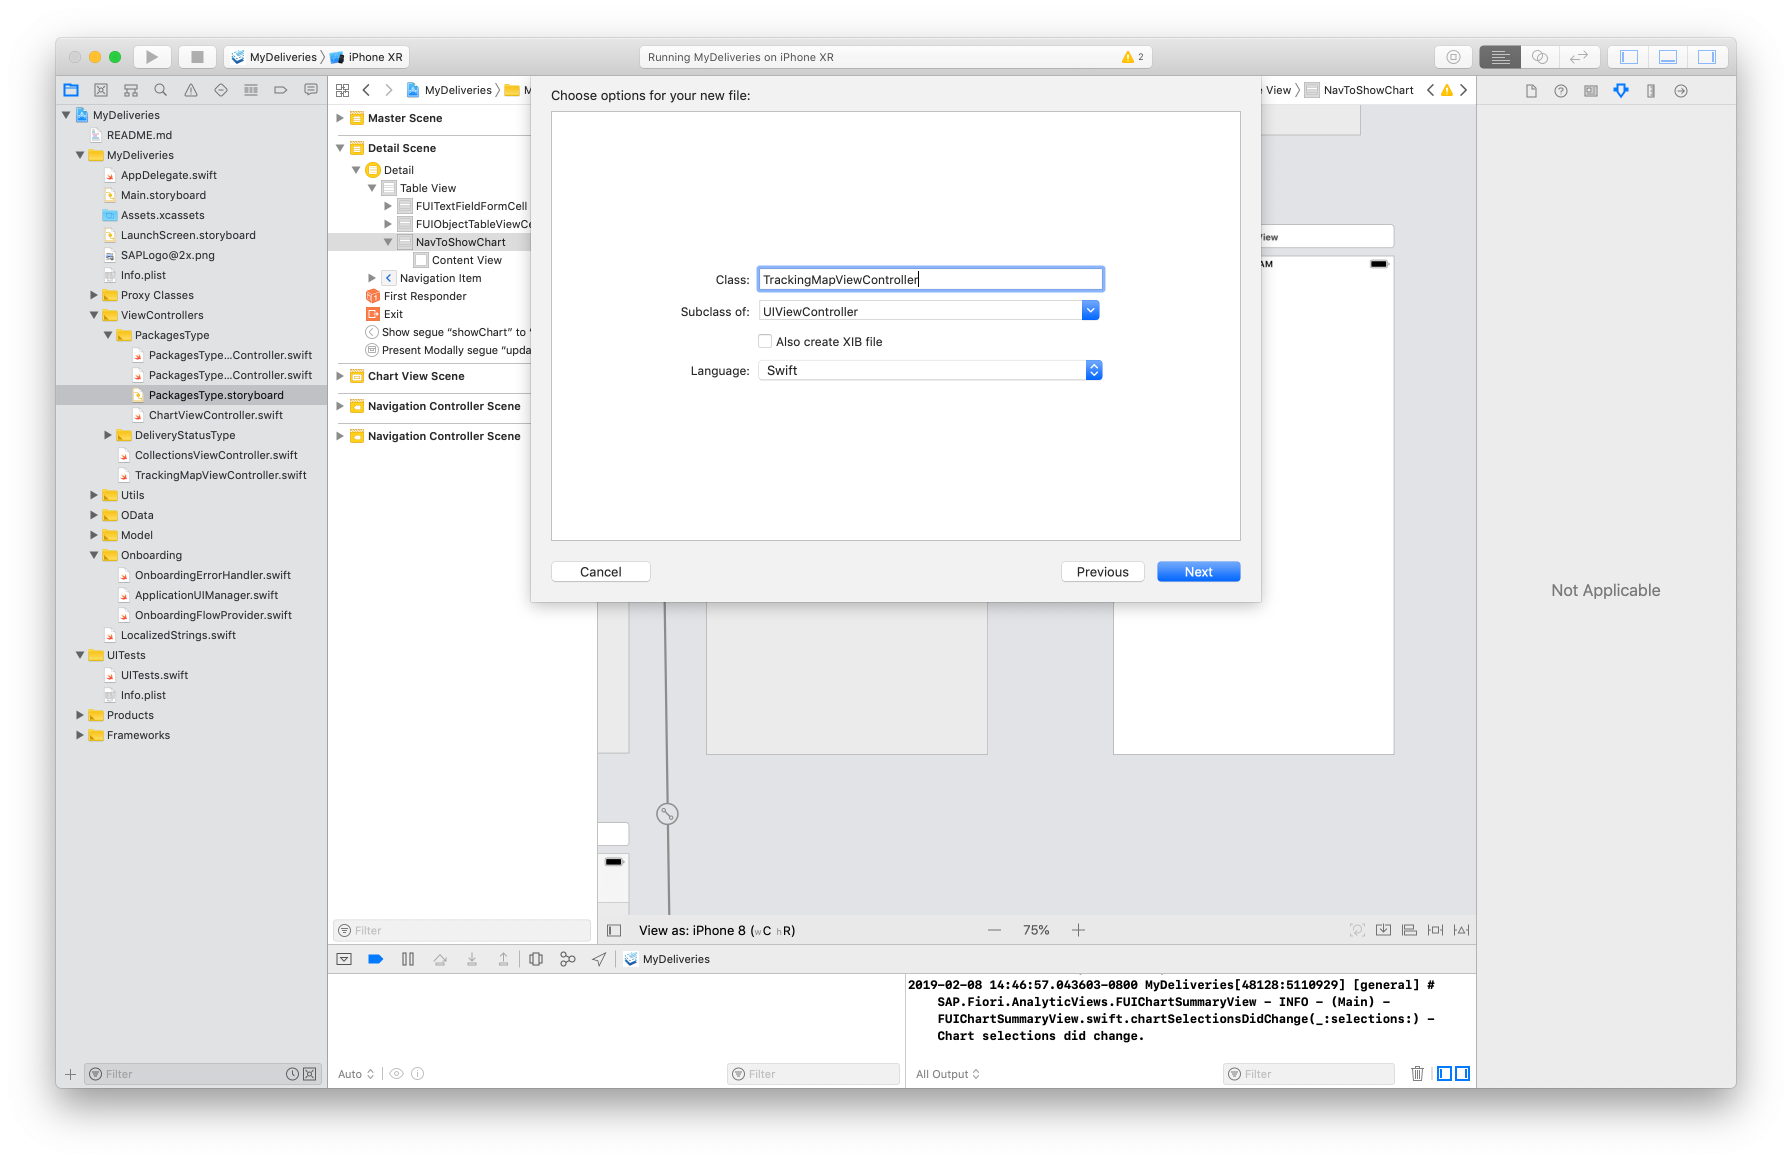 MyDeliveries 〉 iPhone XR
Running MyDeliveries on iPhone XR
2
MyDeliveries
README.md
MyDeliveries
AppDelegate.swift
Main.storyboard
Assets.xcassets
LaunchScreen.storyboard
SAPLogo@2x.png
Info.plist
Proxy Classes
ViewControllers
PackagesType
PackagesType...Controller.swift
PackagesType...Controller.swift
PackagesType.storyboard
ChartViewController.swift
DeliveryStatusType
CollectionsViewController.swift
TrackingMapViewController.swift
Utils
OData
Model
Onboarding
OnboardingErrorHandler.swift
ApplicationUIManager.swift
OnboardingFlowProvider.swift
LocalizedStrings.swift
UITests
UITests.swift
Info.plist
Products
Frameworks
Filter
MyDeliveries 〉 M
Master Scene
Detail Scene
Detail
Table View
FUITextFieldFormCell
FUIObjectTableViewCe
NavToShowChart
Content View
Navigation Item
First Responder
Exit
Show segue “showChart” to “
Present Modally segue “upda
Chart View Scene
Navigation Controller Scene
Navigation Controller Scene
Filter
Choose options for your new file:
Class: TrackingMapViewController
Subclass of: UIViewController
Also create XIB file
Language: Swift
Cancel
Previous
Next
View 〉 NavToShowChart
iew
AM
View as: iPhone 8 (wC hR)
— 75% +
MyDeliveries
Auto
Filter
2019-02-08 14:46:57.043603-0800 MyDeliveries[48128:5110929] [general] #
SAP.Fiori.AnalyticViews.FUIChartSummaryView - INFO - (Main) -
FUIChartSummaryView.swift.chartSelectionsDidChange(_:selections:) -
Chart selections did change.
All Output
Filter
Not Applicable